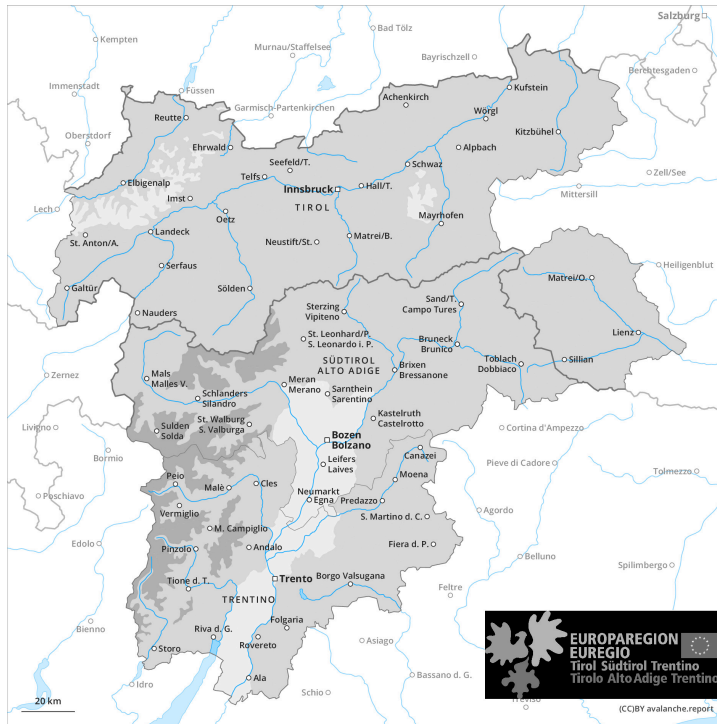 Salzburg
Kempten
Bad Tölz
Murnau/Staffelsee
Bayrischzell
Berchtesgaden
Immenstadt
Füssen
Garmisch-Partenkirchen
Achenkirch
Kufstein
Oberstdorf
Reutte
Wörgl
Kitzbühel
Ehrwald
Seefeld/T.
Alpbach
Schwaz
Zell/See
Elbigenalp
Telfs
Innsbruck
Hall/T.
Mittersill
Imst
TIROL
Lech
Oetz
Mayrhofen
St. Anton/A.
Landeck
Neustift/St.
Matrei/B.
Serfaus
Heiligenblut
Galtür
Sölden
Matrei/O.
Nauders
Sterzing
Vipiteno
Sand/T.
Campo Tures
Lienz
St. Leonhard/P.
S. Leonardo i. P.
Bruneck
Brunico
SÜDTIROL
ALTO ADIGE
Toblach
Dobbiaco
Sillian
Zernez
Mals
Malles V.
Meran
Merano
Sarnthein
Sarentino
Brixen
Bressanone
Schlanders
Silandro
St. Walburg
S. Valburga
Kastelruth
Castelrotto
Livigno
Sulden
Solda
Bozen
Bolzano
Cortina d'Ampezzo
Bormio
Leifers
Laives
Canazei
Pieve di Cadore
Tolmezzo
Peio
Malè
Cles
Moena
Poschiavo
Neumarkt
Egna
Predazzo
Vermiglio
M. Campiglio
S. Martino d. C.
Agordo
Edolo
Pinzolo
Andalo
Fiera d. P.
Belluno
Spilimbergo
Tione d. T.
Trento
Borgo Valsugana
Feltre
TRENTINO
Bienno
Folgaria
Riva d. G.
Rovereto
Asiago
Storo
Ala
Bassano d. G.
Idro
Schio
Treviso
EUROPAREGION
EUREGIO
Tirol Südtirol Trentino
Tirolo Alto Adige Trentino
20 km
(CC)BY avalanche.report